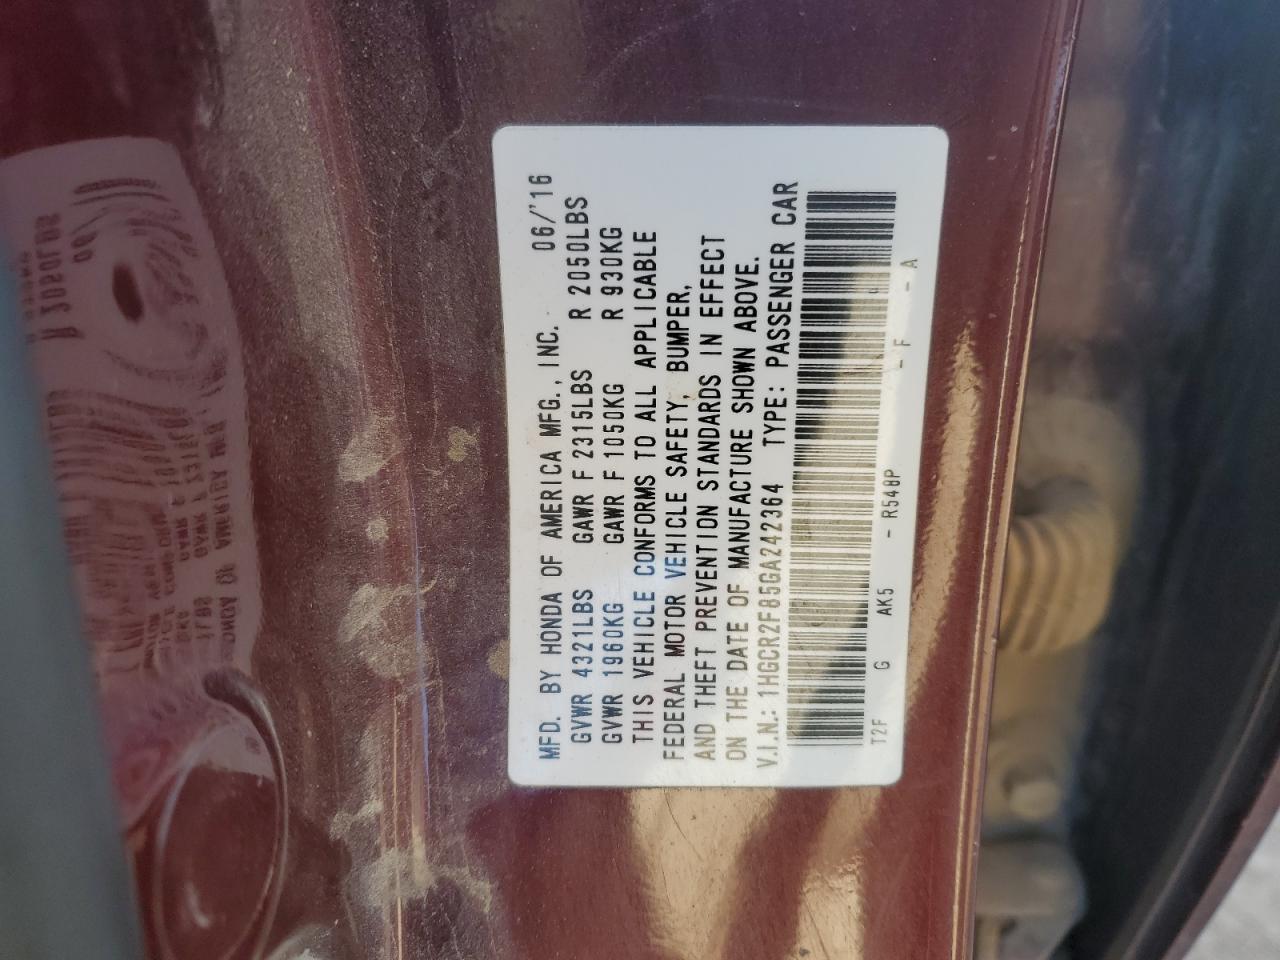 MFD. BY HONDA OF AMERICA MFG., INC. 06/'16
GVWR 4321LBS GAWR F 2315LBS R 2050LBS
GVWR 1960KG GAWR F 1050KG R 930KG
THIS VEHICLE CONFORMS TO ALL APPLICABLE
FEDERAL MOTOR VEHICLE SAFETY, BUMPER,
AND THEFT PREVENTION STANDARDS IN EFFECT
ON THE DATE OF MANUFACTURE SHOWN ABOVE.
V.I.N.: 1HGCR2F85GA242364 TYPE: PASSENGER CAR
T2F G AK5 - R548P - F - A